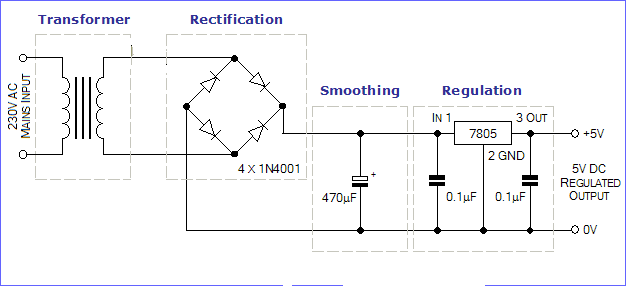 Transformer
Rectification
Smoothing
Regulation
230V AC
MAINS INPUT
4 X 1N4001
+
470µF
IN 1
7805
3 OUT
2 GND
0.1µF
0.1µF
+5V
5V DC
REGULATED
OUTPUT
0V